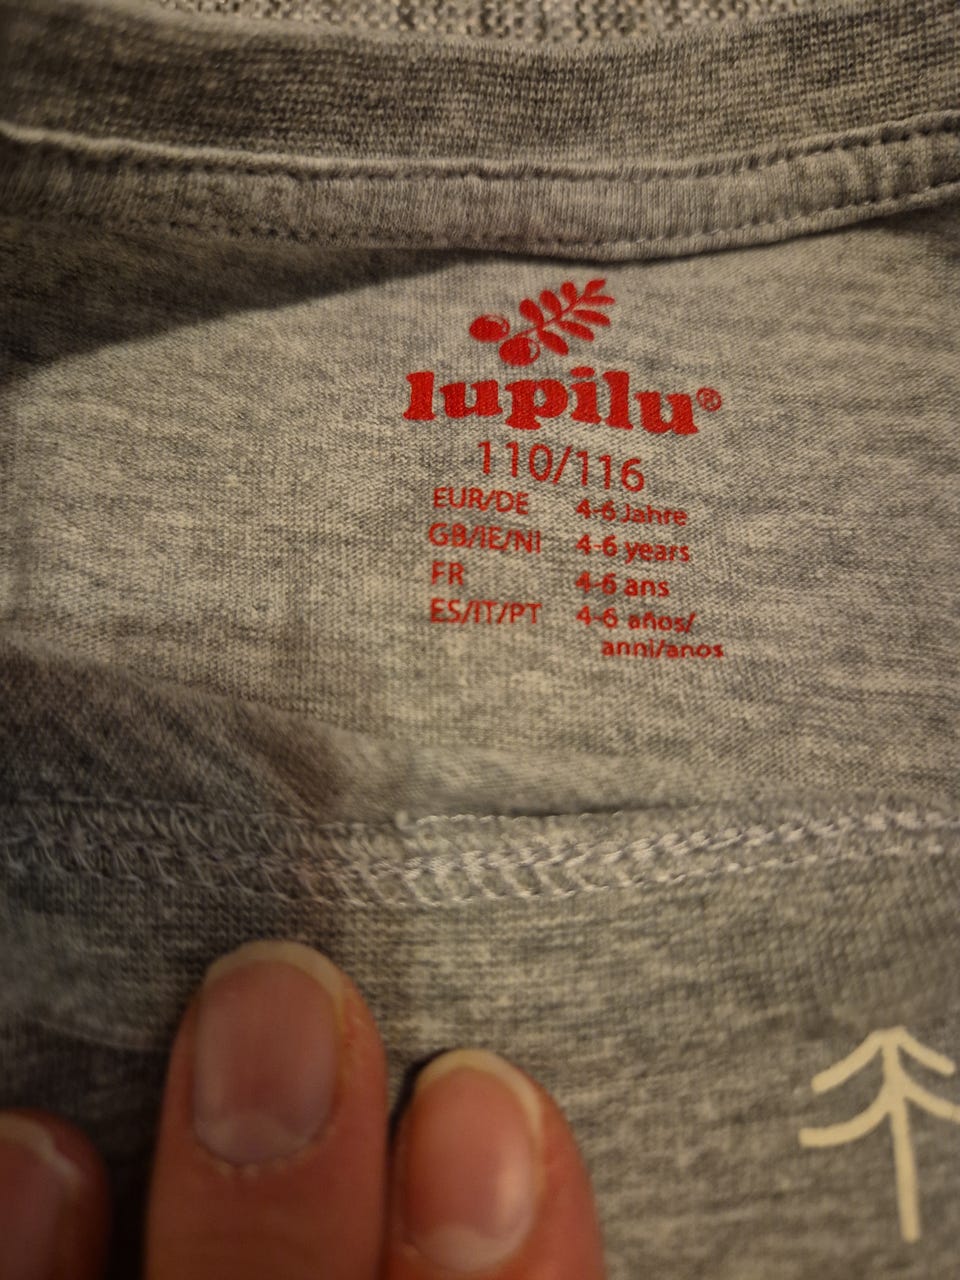 lupilu®
110/116
EUR/DE 4-6 Jahre
GB/IE/NI 4-6 years
FR 4-6 ans
ES/IT/PT 4-6 años/
anni/anos